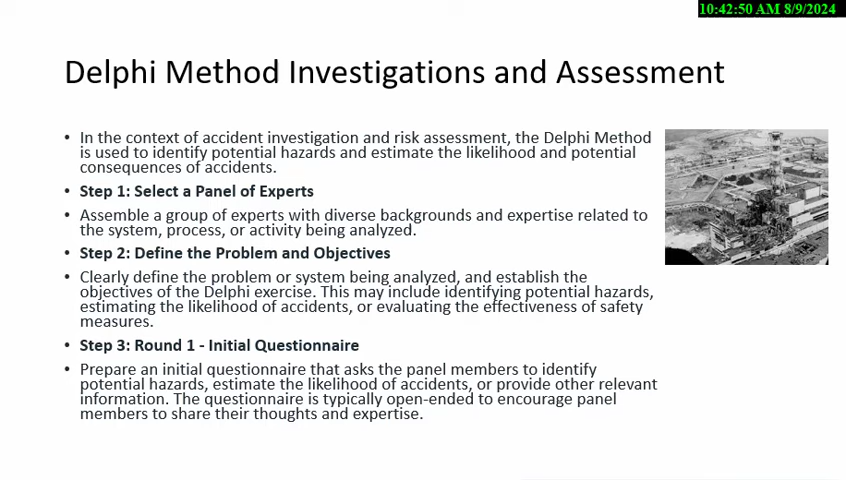 10:42:50 AM 8/9/2024
Delphi Method Investigations and Assessment
• In the context of accident investigation and risk assessment, the Delphi Method
is used to identify potential hazards and estimate the likelihood and potential
consequences of accidents.
• Step 1: Select a Panel of Experts
• Assemble a group of experts with diverse backgrounds and expertise related to
the system, process, or activity being analyzed.
• Step 2: Define the Problem and Objectives
• Clearly define the problem or system being analyzed, and establish the
objectives of the Delphi exercise. This may include identifying potential hazards,
estimating the likelihood of accidents, or evaluating the effectiveness of safety
measures.
• Step 3: Round 1 - Initial Questionnaire
• Prepare an initial questionnaire that asks the panel members to identify
potential hazards, estimate the likelihood of accidents, or provide other relevant
information. The questionnaire is typically open-ended to encourage panel
members to share their thoughts and expertise.